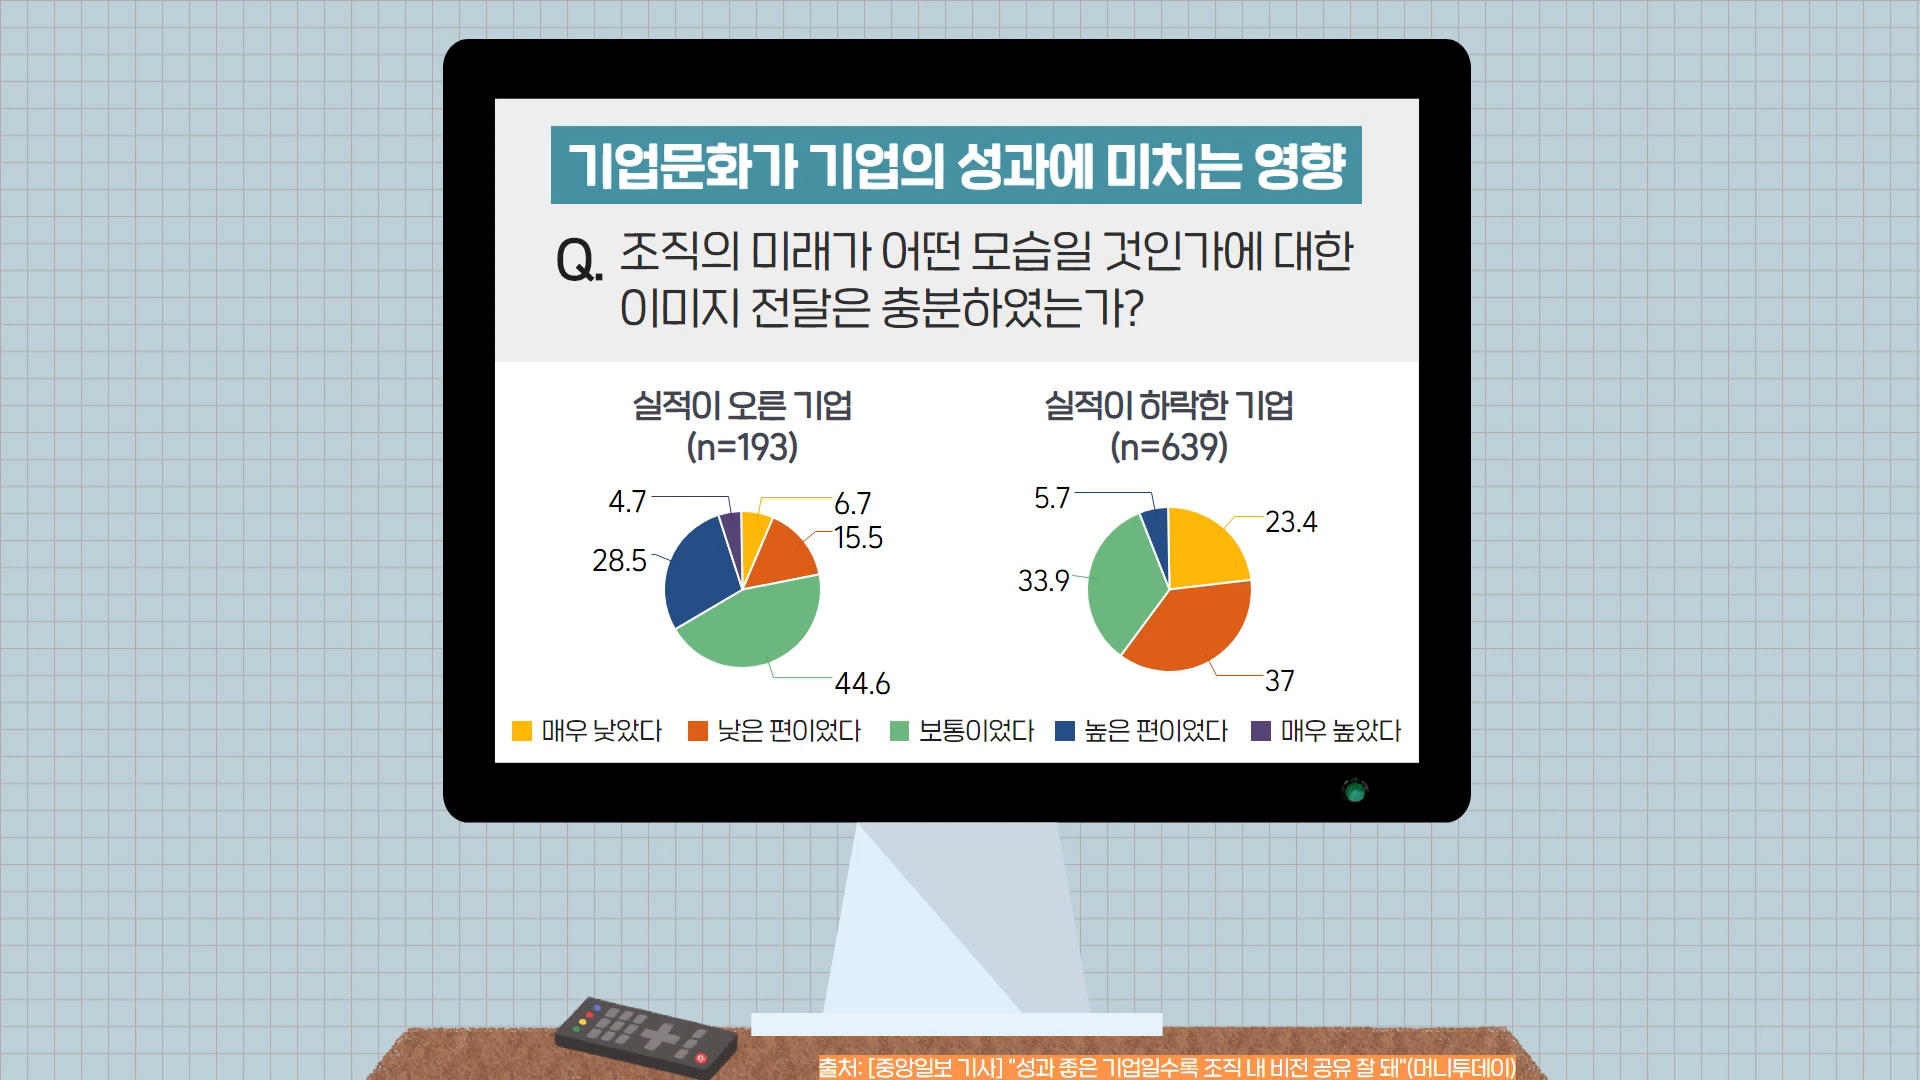 기업문화가 기업의 성과에 미치는 영향
Q. 조직의 미래가 어떤 모습일 것인가에 대한
이미지 전달은 충분하였는가?
실적이 오른 기업
(n=193)
4.7
6.7
15.5
28.5
44.6
실적이 하락한 기업
(n=639)
5.7
23.4
33.9
37
매우 낮았다 낮은 편이었다 보통이었다 높은 편이었다 매우 높았다
출처: [중앙일보 기사] "성과 좋은 기업일수록 조직 내 비전 공유 잘 돼"(머니투데이)